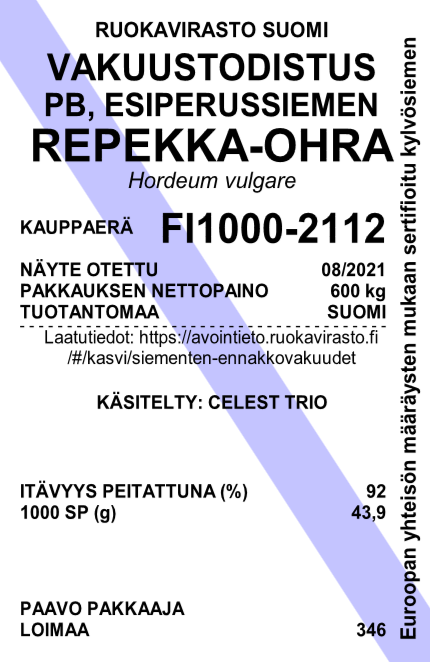 RUOKAVIRASTO SUOMI
VAKUUSTODISTUS
PB, ESIPERUSSIEMEN
REPEKKA-OHRA
Hordeum vulgare
KAUPPAERÄ FI1000-2112
NÄYTE OTETTU 08/2021
PAKKAUKSEN NETTOPAINO 600 kg
TUOTANTOMAA SUOMI
Laatutiedot: https://avointieto.ruokavirasto.fi
/#/kasvi/siementen-ennakkovakuudet
KÄSITELTY: CELEST TRIO
ITÄVYYS PEITATTUNA (%) 92
1000 SP (g) 43,9
PAAVO PAKKAAJA
LOIMAA 346
Euroopan yhteisön määräysten mukaan sertifioitu kylvösiemen